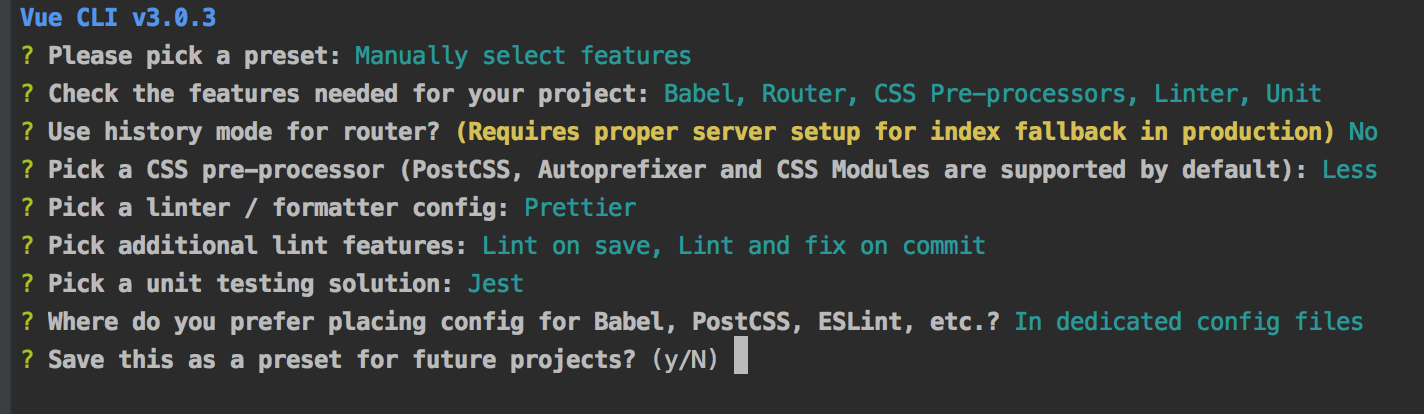 Vue CLI v3.0.3
? Please pick a preset: Manually select features
? Check the features needed for your project: Babel, Router, CSS Pre-processors, Linter, Unit
? Use history mode for router? (Requires proper server setup for index fallback in production) No
? Pick a CSS pre-processor (PostCSS, Autoprefixer and CSS Modules are supported by default): Less
? Pick a linter / formatter config: Prettier
? Pick additional lint features: Lint on save, Lint and fix on commit
? Pick a unit testing solution: Jest
? Where do you prefer placing config for Babel, PostCSS, ESLint, etc.? In dedicated config files
? Save this as a preset for future projects? (y/N)